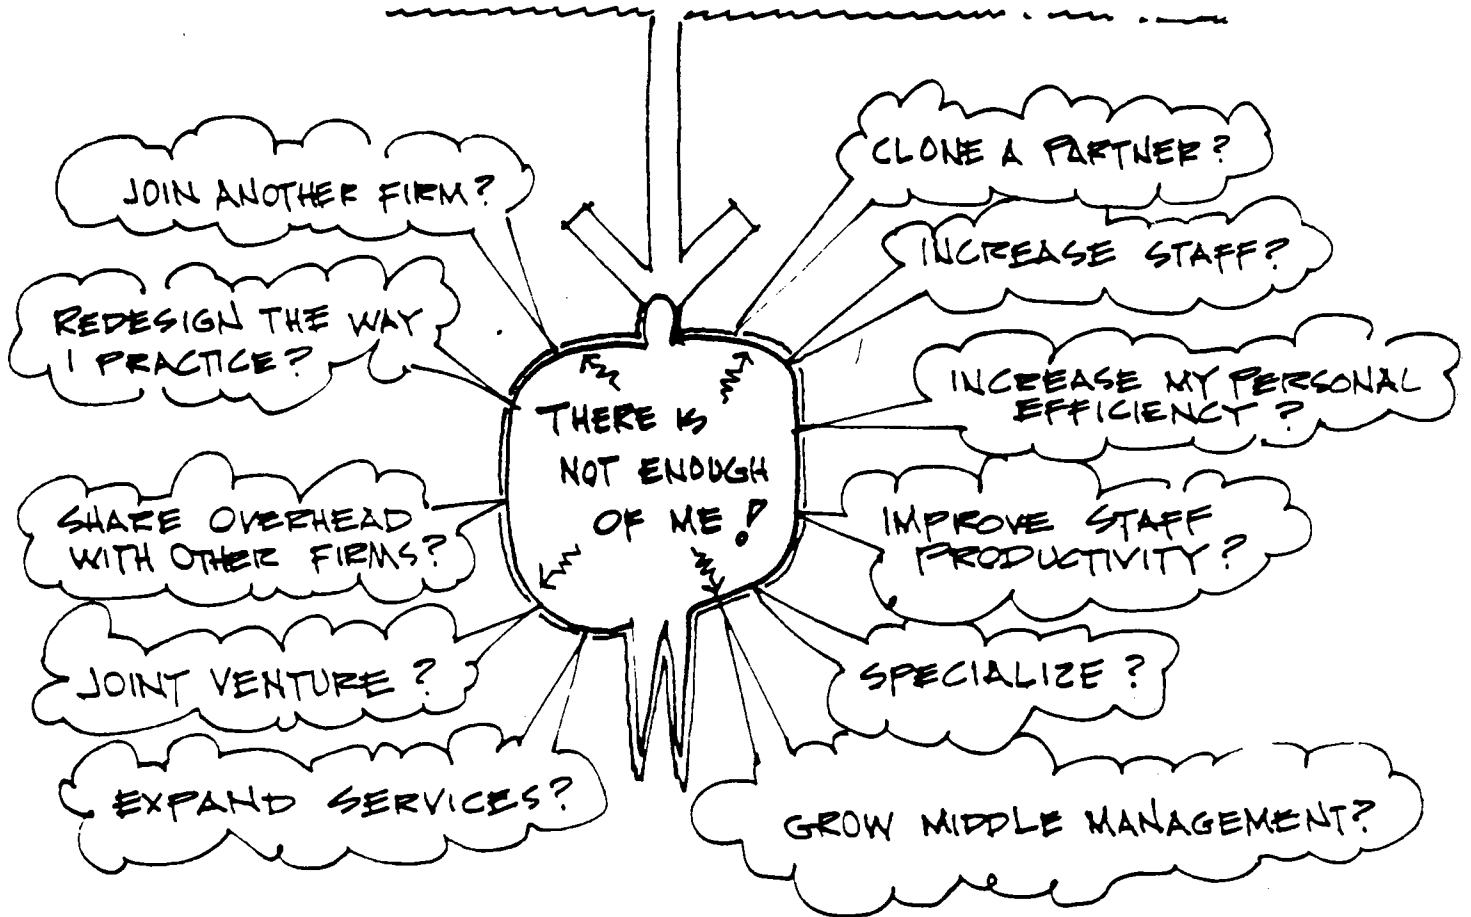 JOIN ANOTHER FIRM?
REDESIGN THE WAY
I PRACTICE?
SHARE OVERHEAD
WITH OTHER FIRMS?
JOINT VENTURE?
EXPAND SERVICES?
THERE IS
NOT ENOUGH
OF ME!
CLONE A PARTNER?
INCREASE STAFF?
INCREASE MY PERSONAL
EFFICIENCY?
IMPROVE STAFF
PRODUCTIVITY?
SPECIALIZE?
GROW MIDDLE MANAGEMENT?